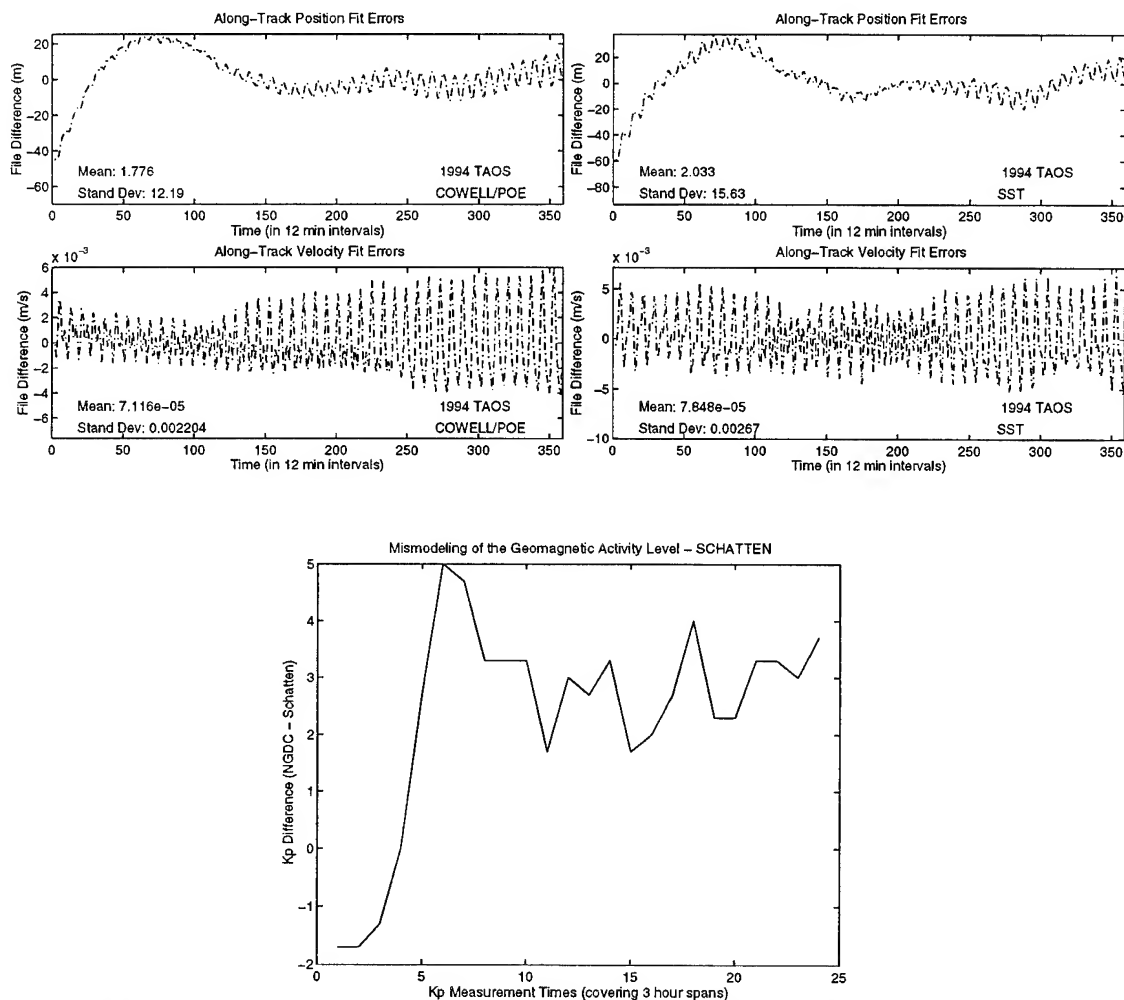 Along-Track Position Fit Errors
20
0
-20
-40
-60
File Difference (m)
Mean: 1.776
1994 TAOS
Stand Dev: 12.19
COWELL/POE
0 50 100 150 200 250 300 350
Time (in 12 min intervals)
Along-Track Position Fit Errors
20
0
-20
-40
-60
-80
File Difference (m)
Mean: 2.033
1994 TAOS
Stand Dev: 15.63
SST
0 50 100 150 200 250 300 350
Time (in 12 min intervals)
Along-Track Velocity Fit Errors
x 10^-3
6
4
2
0
-2
-4
-6
File Difference (m/s)
Mean: 7.116e-05
1994 TAOS
Stand Dev: 0.002204
COWELL/POE
0 50 100 150 200 250 300 350
Time (in 12 min intervals)
Along-Track Velocity Fit Errors
x 10^-3
5
0
-5
-10
File Difference (m/s)
Mean: 7.848e-05
1994 TAOS
Stand Dev: 0.00267
SST
0 50 100 150 200 250 300 350
Time (in 12 min intervals)
Mismodeling of the Geomagnetic Activity Level - SCHATTEN
5
4
3
2
1
0
-1
-2
Kp Difference (NGDC - Schatten)
0 5 10 15 20 25
Kp Measurement Times (covering 3 hour spans)